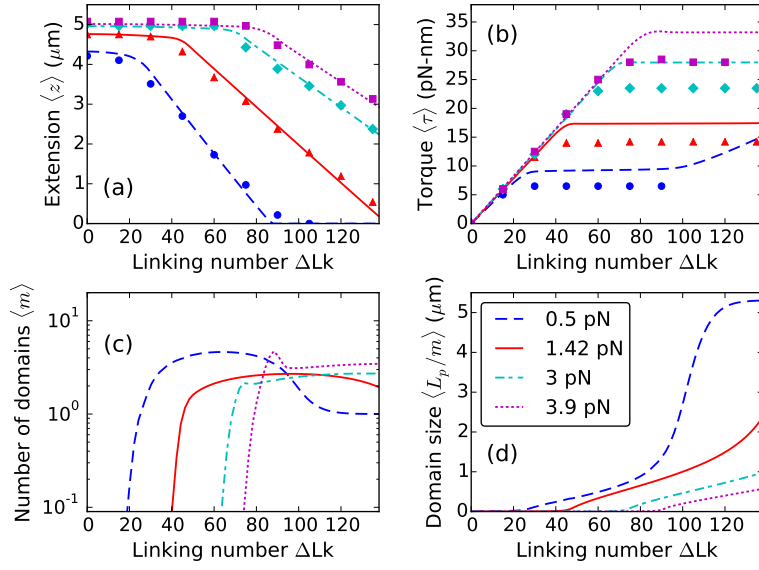 6
5
4
3
2
1
0
0 20 40 60 80 100 120
Extension ⟨z⟩ (μm)
(a)
Linking number ΔLk
35
30
25
20
15
10
5
0
0 20 40 60 80 100 120
Torque ⟨τ⟩ (pN-nm)
(b)
Linking number ΔLk
10¹
10⁰
10⁻¹
0 20 40 60 80 100 120
Number of domains ⟨m⟩
(c)
Linking number ΔLk
5
4
3
2
1
0
0 20 40 60 80 100 120
Domain size ⟨Lₚ/m⟩ (μm)
0.5 pN
1.42 pN
3 pN
3.9 pN
(d)
Linking number ΔLk